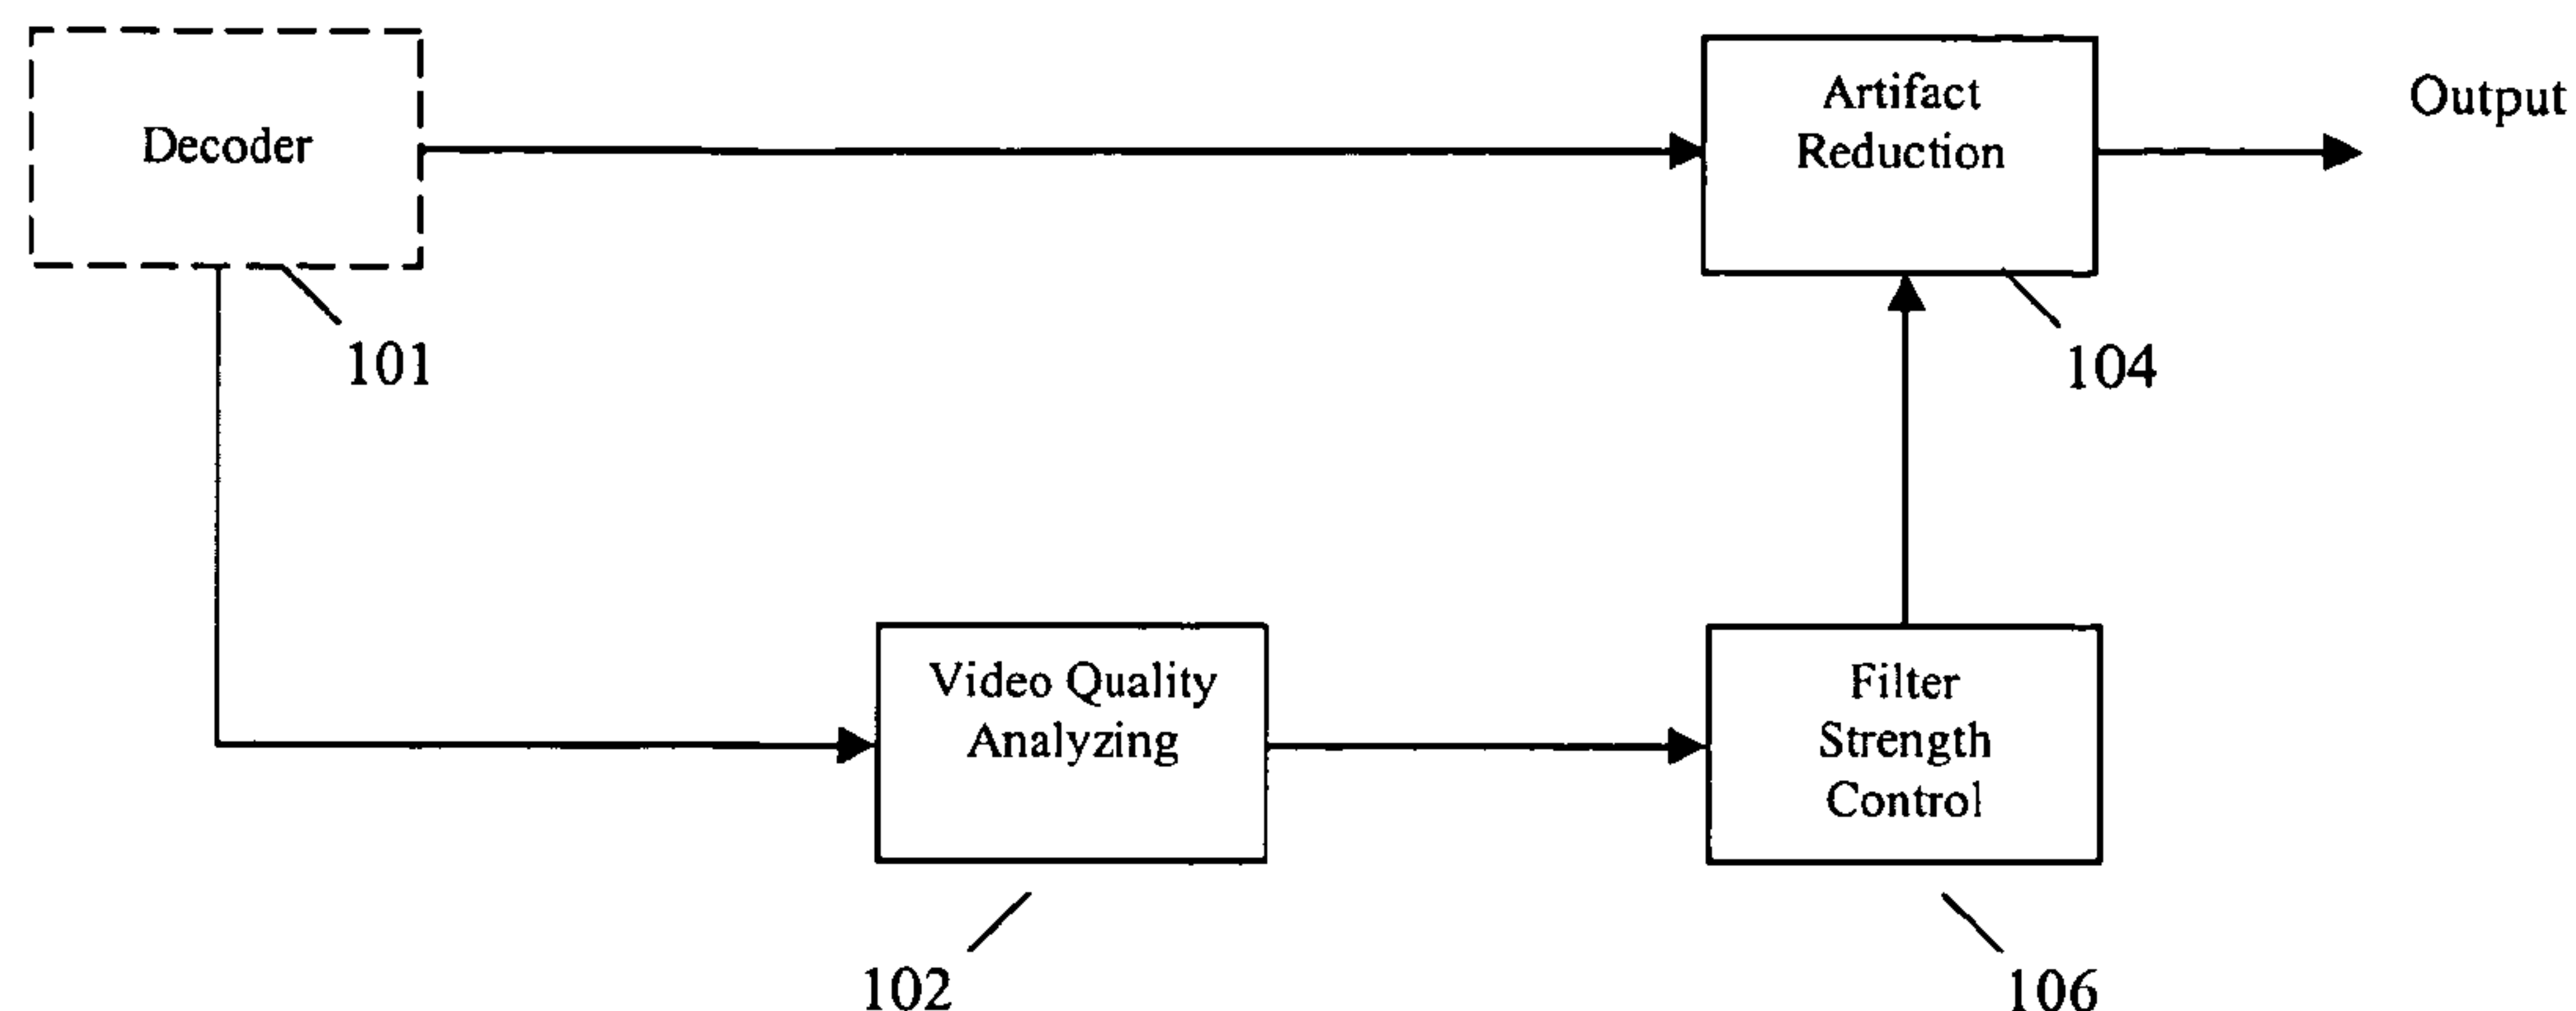 Decoder
101
Artifact
Reduction
104
Output
Video Quality
Analyzing
102
Filter
Strength
Control
106